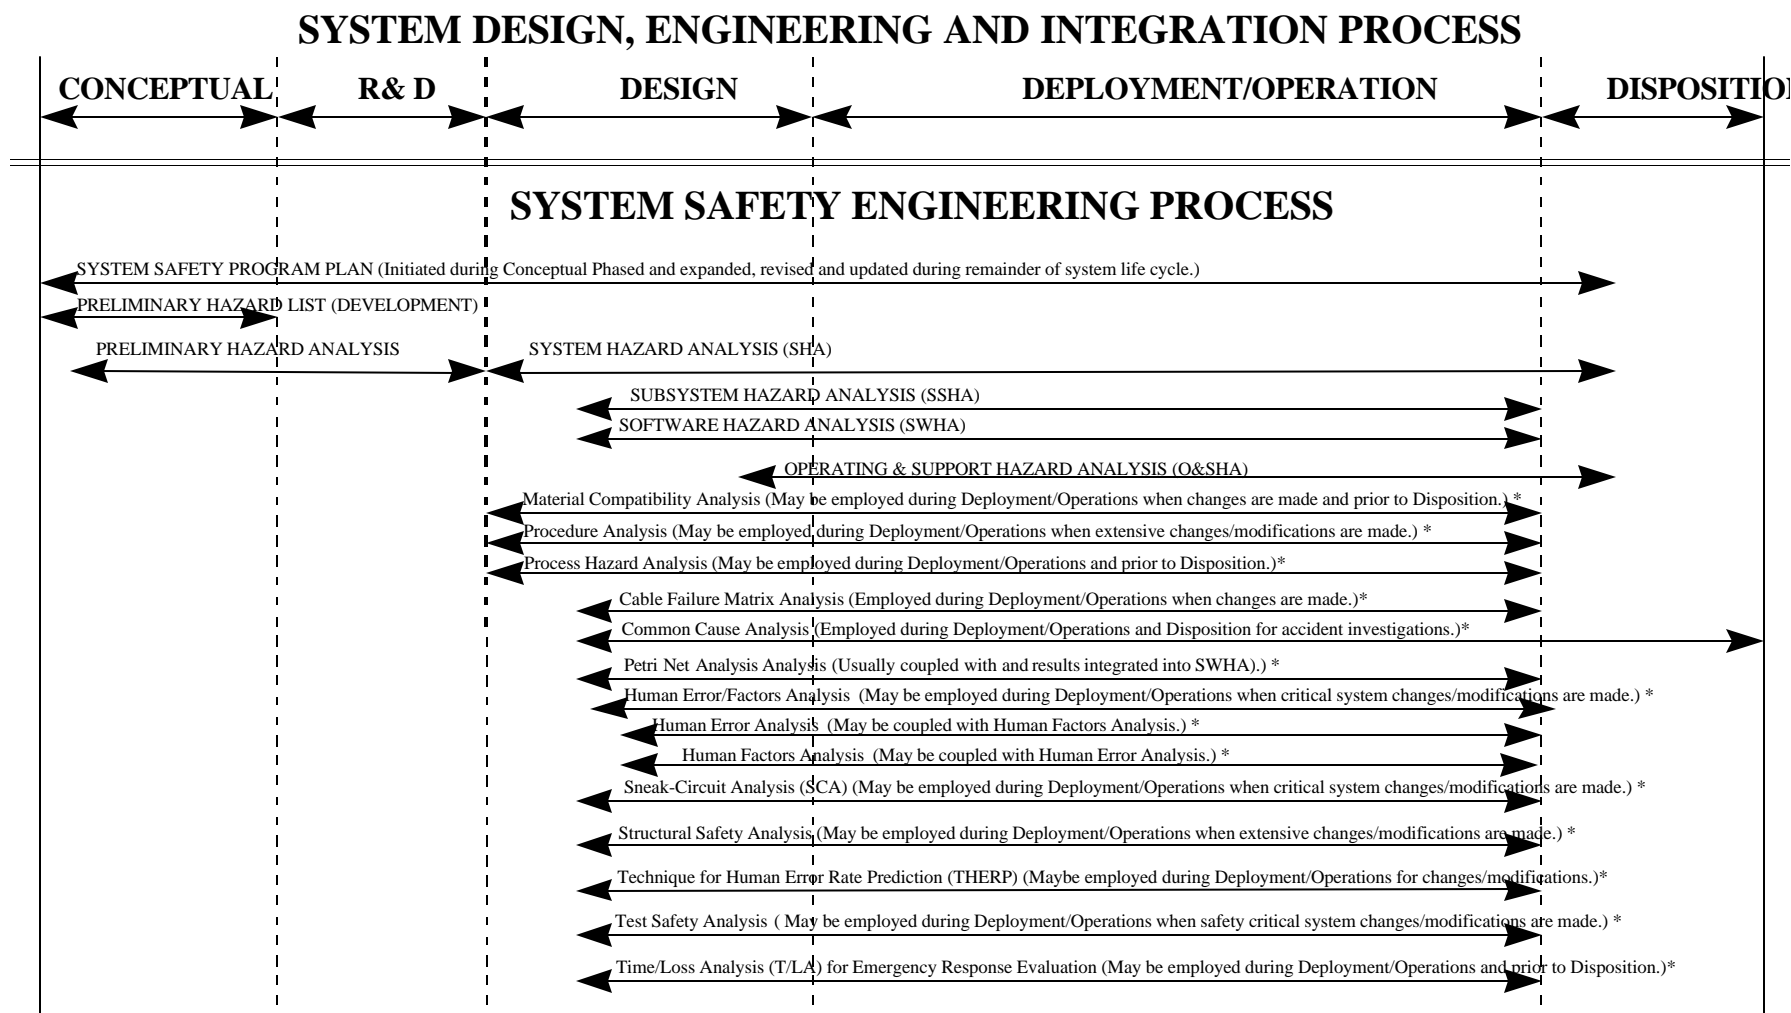 SYSTEM DESIGN, ENGINEERING AND INTEGRATION PROCESS
CONCEPTUAL R& D DESIGN DEPLOYMENT/OPERATION DISPOSITION
SYSTEM SAFETY ENGINEERING PROCESS
SYSTEM SAFETY PROGRAM PLAN (Initiated during Conceptual Phased and expanded, revised and updated during remainder of system life cycle.)
PRELIMINARY HAZARD LIST (DEVELOPMENT)
PRELIMINARY HAZARD ANALYSIS SYSTEM HAZARD ANALYSIS (SHA)
SUBSYSTEM HAZARD ANALYSIS (SSHA)
SOFTWARE HAZARD ANALYSIS (SWHA)
OPERATING & SUPPORT HAZARD ANALYSIS (O&SHA)
Material Compatibility Analysis (May be employed during Deployment/Operations when changes are made and prior to Disposition.) *
Procedure Analysis (May be employed during Deployment/Operations when extensive changes/modifications are made.) *
Process Hazard Analysis (May be employed during Deployment/Operations and prior to Disposition.)*
Cable Failure Matrix Analysis (Employed during Deployment/Operations when changes are made.)*
Common Cause Analysis (Employed during Deployment/Operations and Disposition for accident investigations.)*
Petri Net Analysis Analysis (Usually coupled with and results integrated into SWHA).) *
Human Error/Factors Analysis (May be employed during Deployment/Operations when critical system changes/modifications are made.) *
Human Error Analysis (May be coupled with Human Factors Analysis.) *
Human Factors Analysis (May be coupled with Human Error Analysis.) *
Sneak-Circuit Analysis (SCA) (May be employed during Deployment/Operations when critical system changes/modifications are made.) *
Structural Safety Analysis (May be employed during Deployment/Operations when extensive changes/modifications are made.) *
Technique for Human Error Rate Prediction (THERP) (Maybe employed during Deployment/Operations for changes/modifications.)*
Test Safety Analysis ( May be employed during Deployment/Operations when safety critical system changes/modifications are made.) *
Time/Loss Analysis (T/LA) for Emergency Response Evaluation (May be employed during Deployment/Operations and prior to Disposition.)*